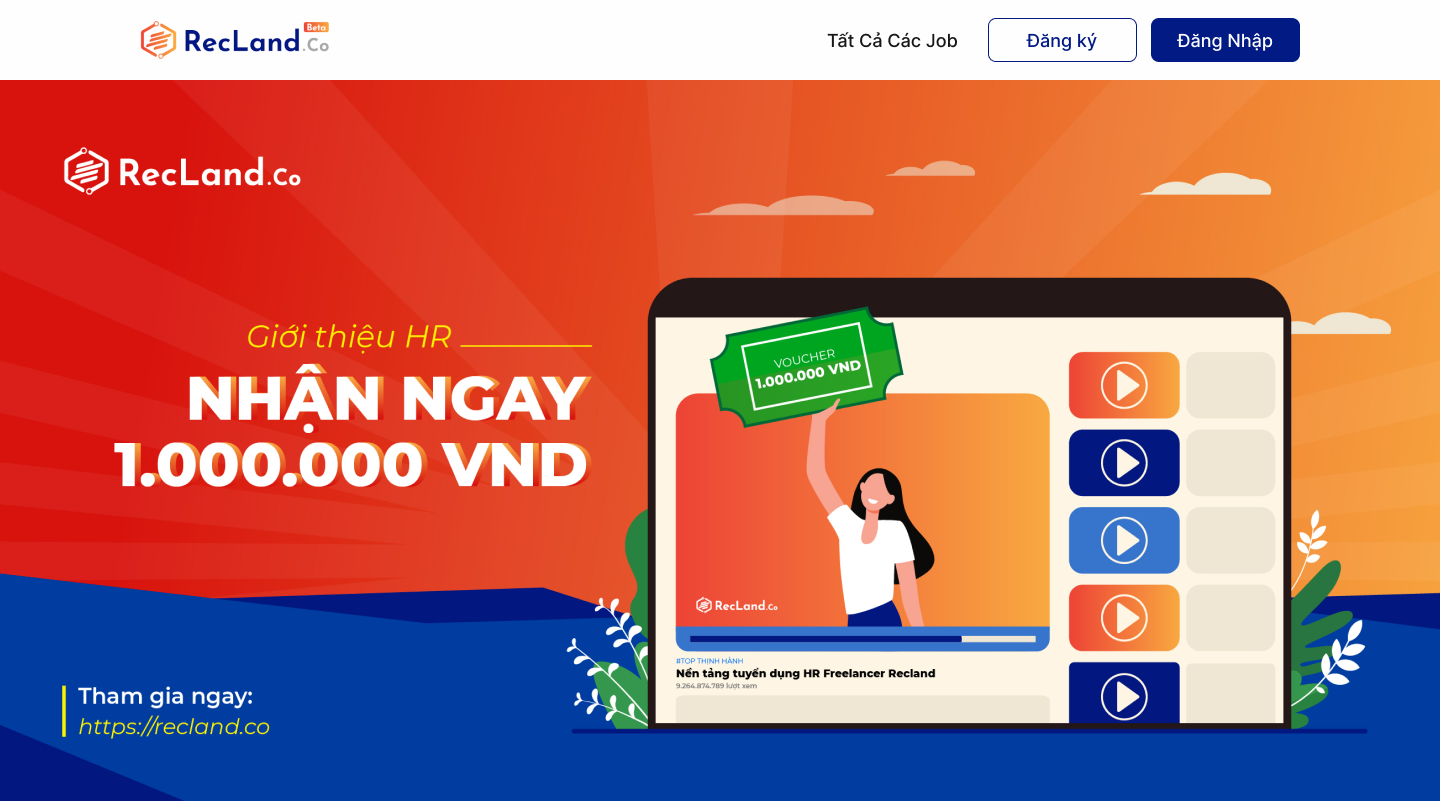 RecLand.Co Beta
Tất Cả Các Job
Đăng ký
Đăng Nhập
RecLand.Co
Giới thiệu HR
NHẬN NGAY
1.000.000 VND
VOUCHER
1.000.000 VND
RecLand.Co
#TOP THỊNH HÀNH
Nền tảng tuyển dụng HR Freelancer Recland
9.264.874.789 lượt xem
Tham gia ngay:
https://recland.co